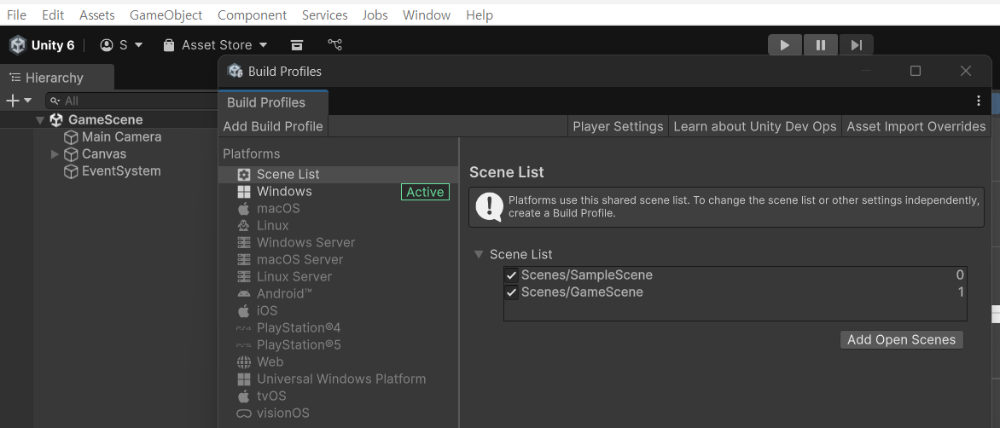 File Edit Assets GameObject Component Services Jobs Window Help
Unity 6 S Asset Store
Hierarchy
All
GameScene
Main Camera
Canvas
EventSystem
Build Profiles
Build Profiles
Add Build Profile Player Settings Learn about Unity Dev Ops Asset Import Overrides
Platforms
Scene List
Windows Active
macOS
Linux
Windows Server
macOS Server
Linux Server
Android™
iOS
PS4 PlayStation®4
PS5 PlayStation®5
Web
Universal Windows Platform
tvOS
visionOS
Scene List
Platforms use this shared scene list. To change the scene list or other settings independently,
create a Build Profile.
Scene List
Scenes/SampleScene 0
Scenes/GameScene 1
Add Open Scenes